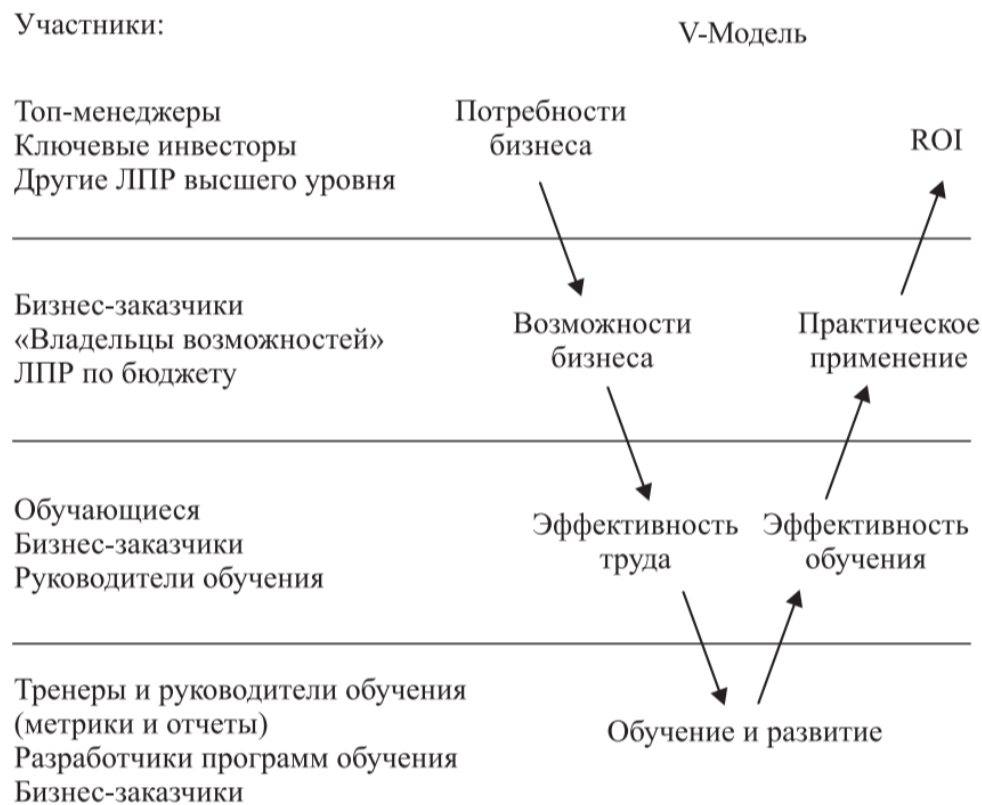 Участники:
V-Модель
Топ-менеджеры
Ключевые инвесторы
Другие ЛПР высшего уровня
Потребности
бизнеса
ROI
Бизнес-заказчики
«Владельцы возможностей»
ЛПР по бюджету
Возможности
бизнеса
Практическое
применение
Обучающиеся
Бизнес-заказчики
Руководители обучения
Эффективность
труда
Эффективность
обучения
Тренеры и руководители обучения
(метрики и отчеты)
Разработчики программ обучения
Бизнес-заказчики
Обучение и развитие